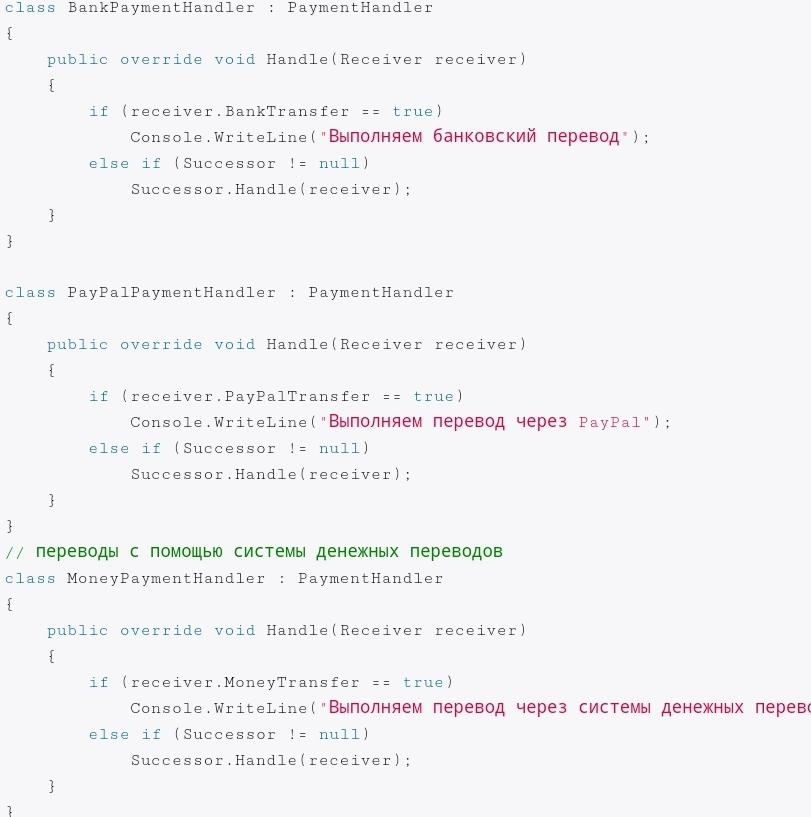 class BankPaymentHandler : PaymentHandler
{
    public override void Handle(Receiver receiver)
    {
        if (receiver.BankTransfer == true)
            Console.WriteLine("Выполняем банковский перевод");
        else if (Successor != null)
            Successor.Handle(receiver);
    }
}

class PayPalPaymentHandler : PaymentHandler
{
    public override void Handle(Receiver receiver)
    {
        if (receiver.PayPalTransfer == true)
            Console.WriteLine("Выполняем перевод через PayPal");
        else if (Successor != null)
            Successor.Handle(receiver);
    }
}
// переводы с помощью системы денежных переводов
class MoneyPaymentHandler : PaymentHandler
{
    public override void Handle(Receiver receiver)
    {
        if (receiver.MoneyTransfer == true)
            Console.WriteLine("Выполняем перевод через системы денежных
        else if (Successor != null)
            Successor.Handle(receiver);
    }
}